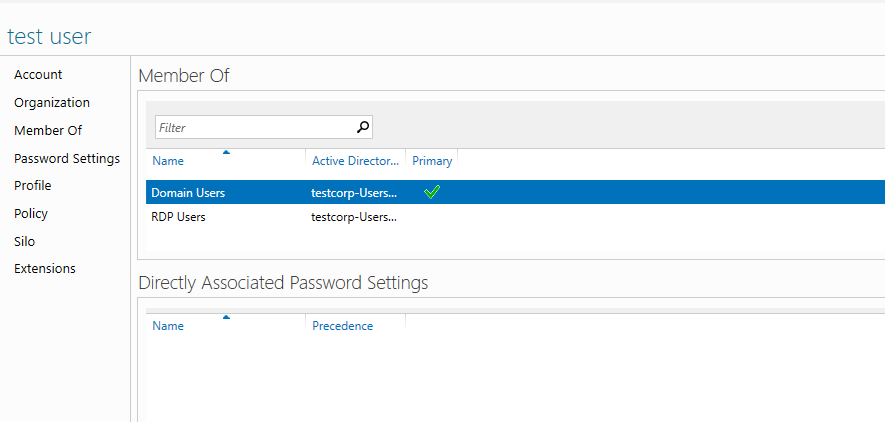 test user
Account
Organization
Member Of
Password Settings
Profile
Policy
Silo
Extensions
Member Of
Filter
Name Active Director... Primary
Domain Users testcorp-Users...
RDP Users testcorp-Users...
Directly Associated Password Settings
Name Precedence